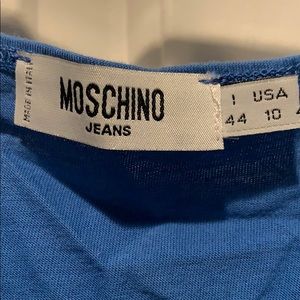 MADE IN ITALY
MOSCHINO
JEANS
I USA
44 10